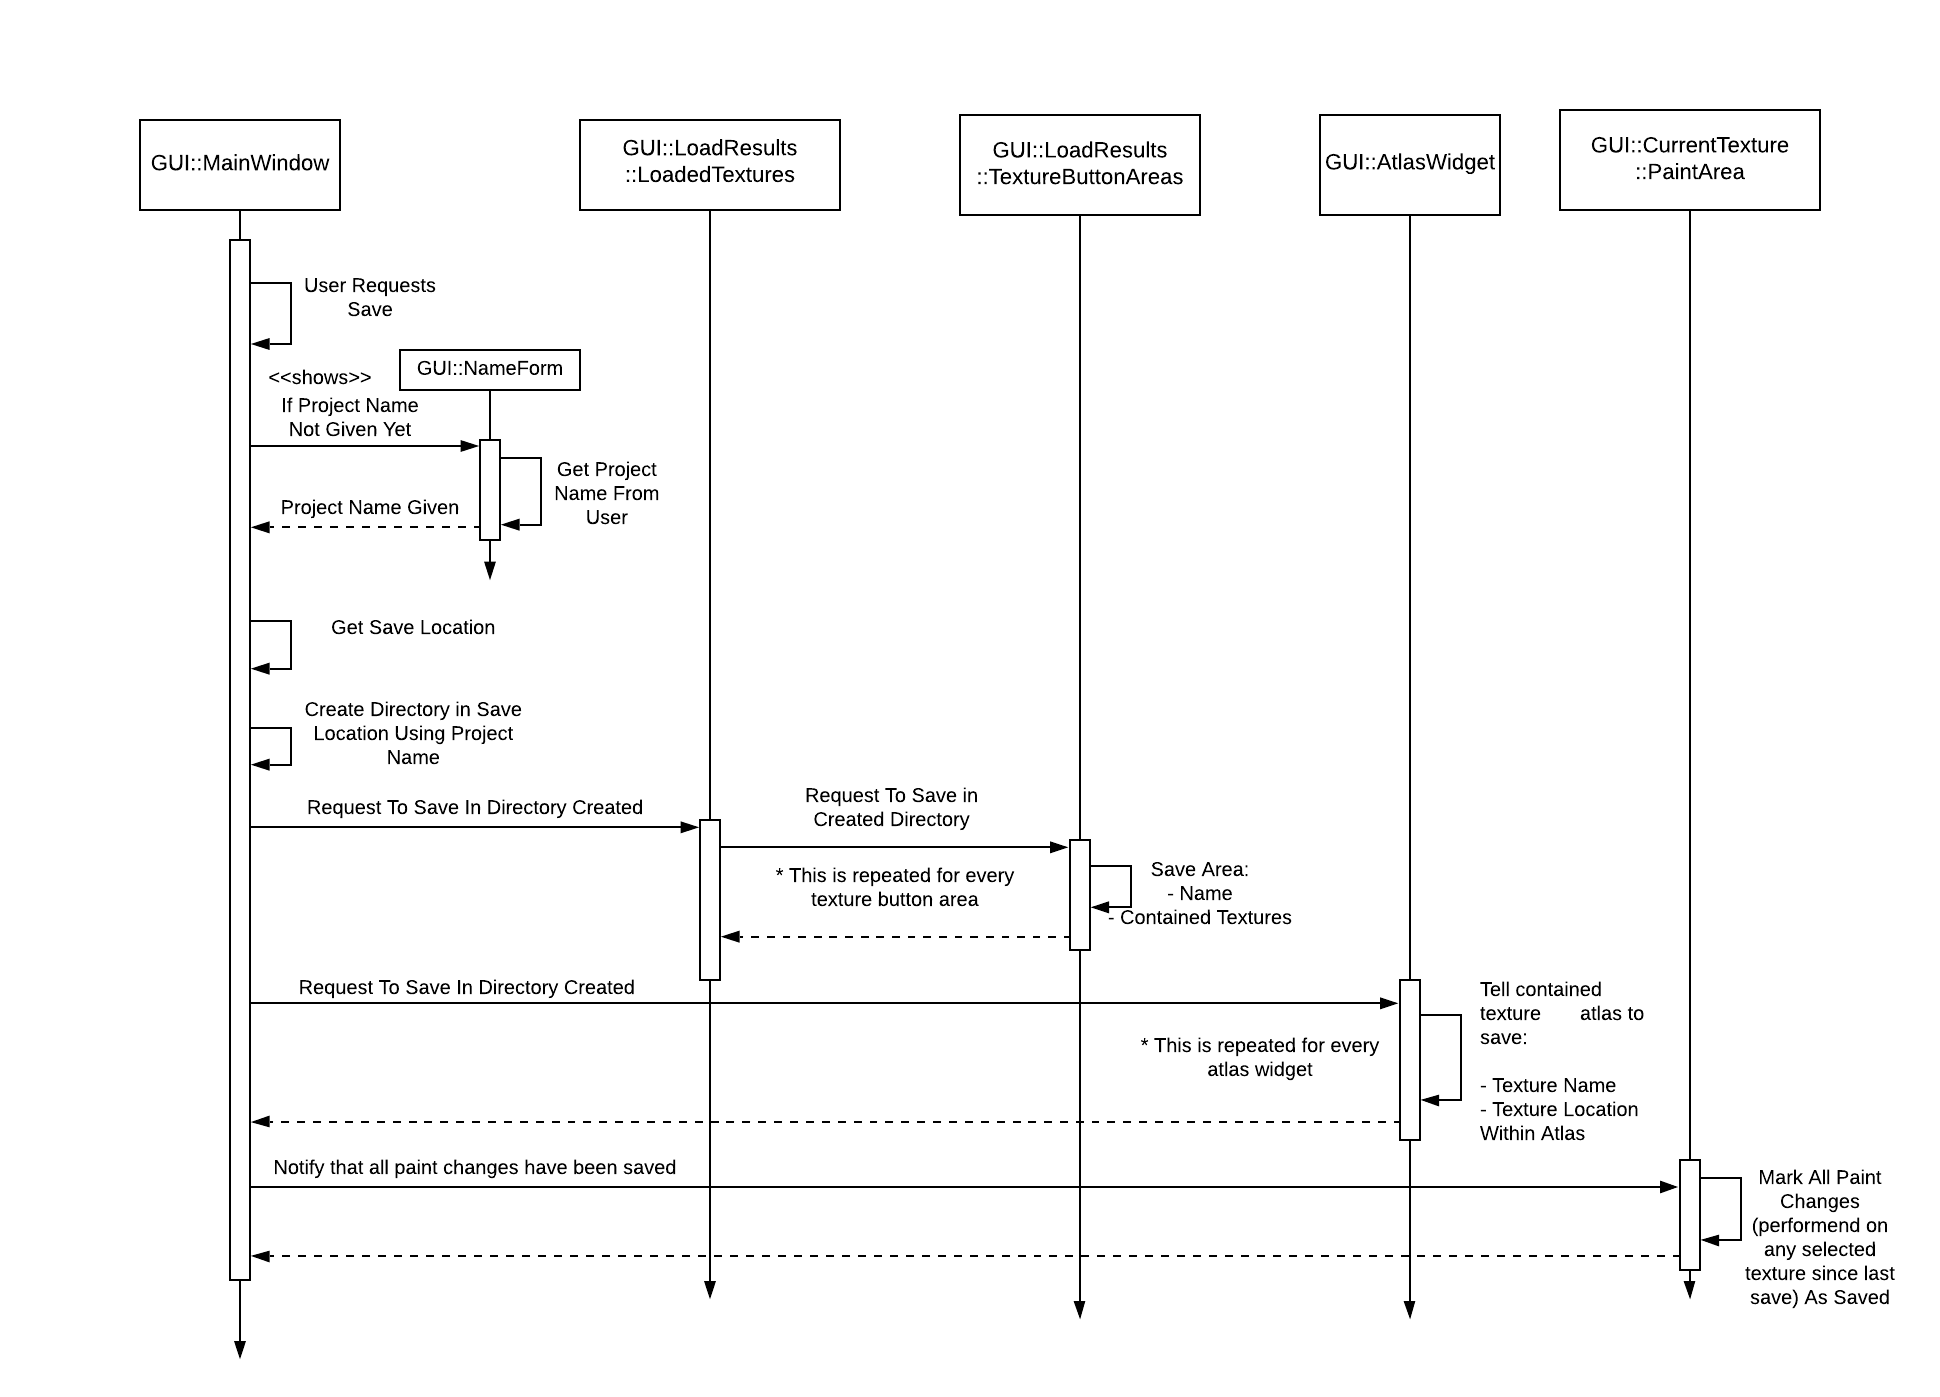 GUI::MainWindow
GUI::LoadResults
::LoadedTextures
GUI::LoadResults
::TextureButtonAreas
GUI::AtlasWidget
GUI::CurrentTexture
::PaintArea
User Requests
Save
<<shows>>
GUI::NameForm
If Project Name
Not Given Yet
Get Project
Name From
User
Project Name Given
Get Save Location
Create Directory in Save
Location Using Project
Name
Request To Save In Directory Created
Request To Save in
Created Directory
* This is repeated for every
texture button area
Save Area:
- Name
- Contained Textures
Request To Save In Directory Created
* This is repeated for every
atlas widget
Tell contained
texture atlas to
save:
- Texture Name
- Texture Location
Within Atlas
Notify that all paint changes have been saved
Mark All Paint
Changes
(performend on
any selected
texture since last
save) As Saved